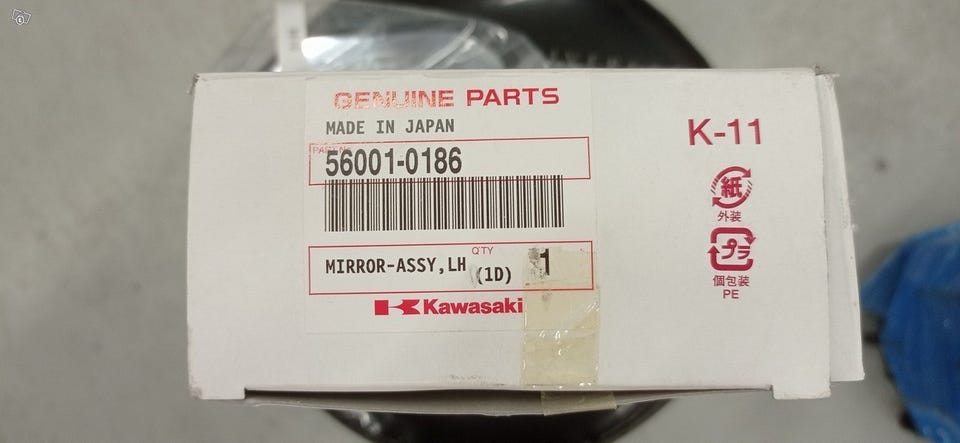 GENUINE PARTS
MADE IN JAPAN
PART No.
56001-0186
MIRROR-ASSY,LH
Q'TY
(1D)
1
Kawasaki
K-11
紙
外装
プラ
個包装
PE